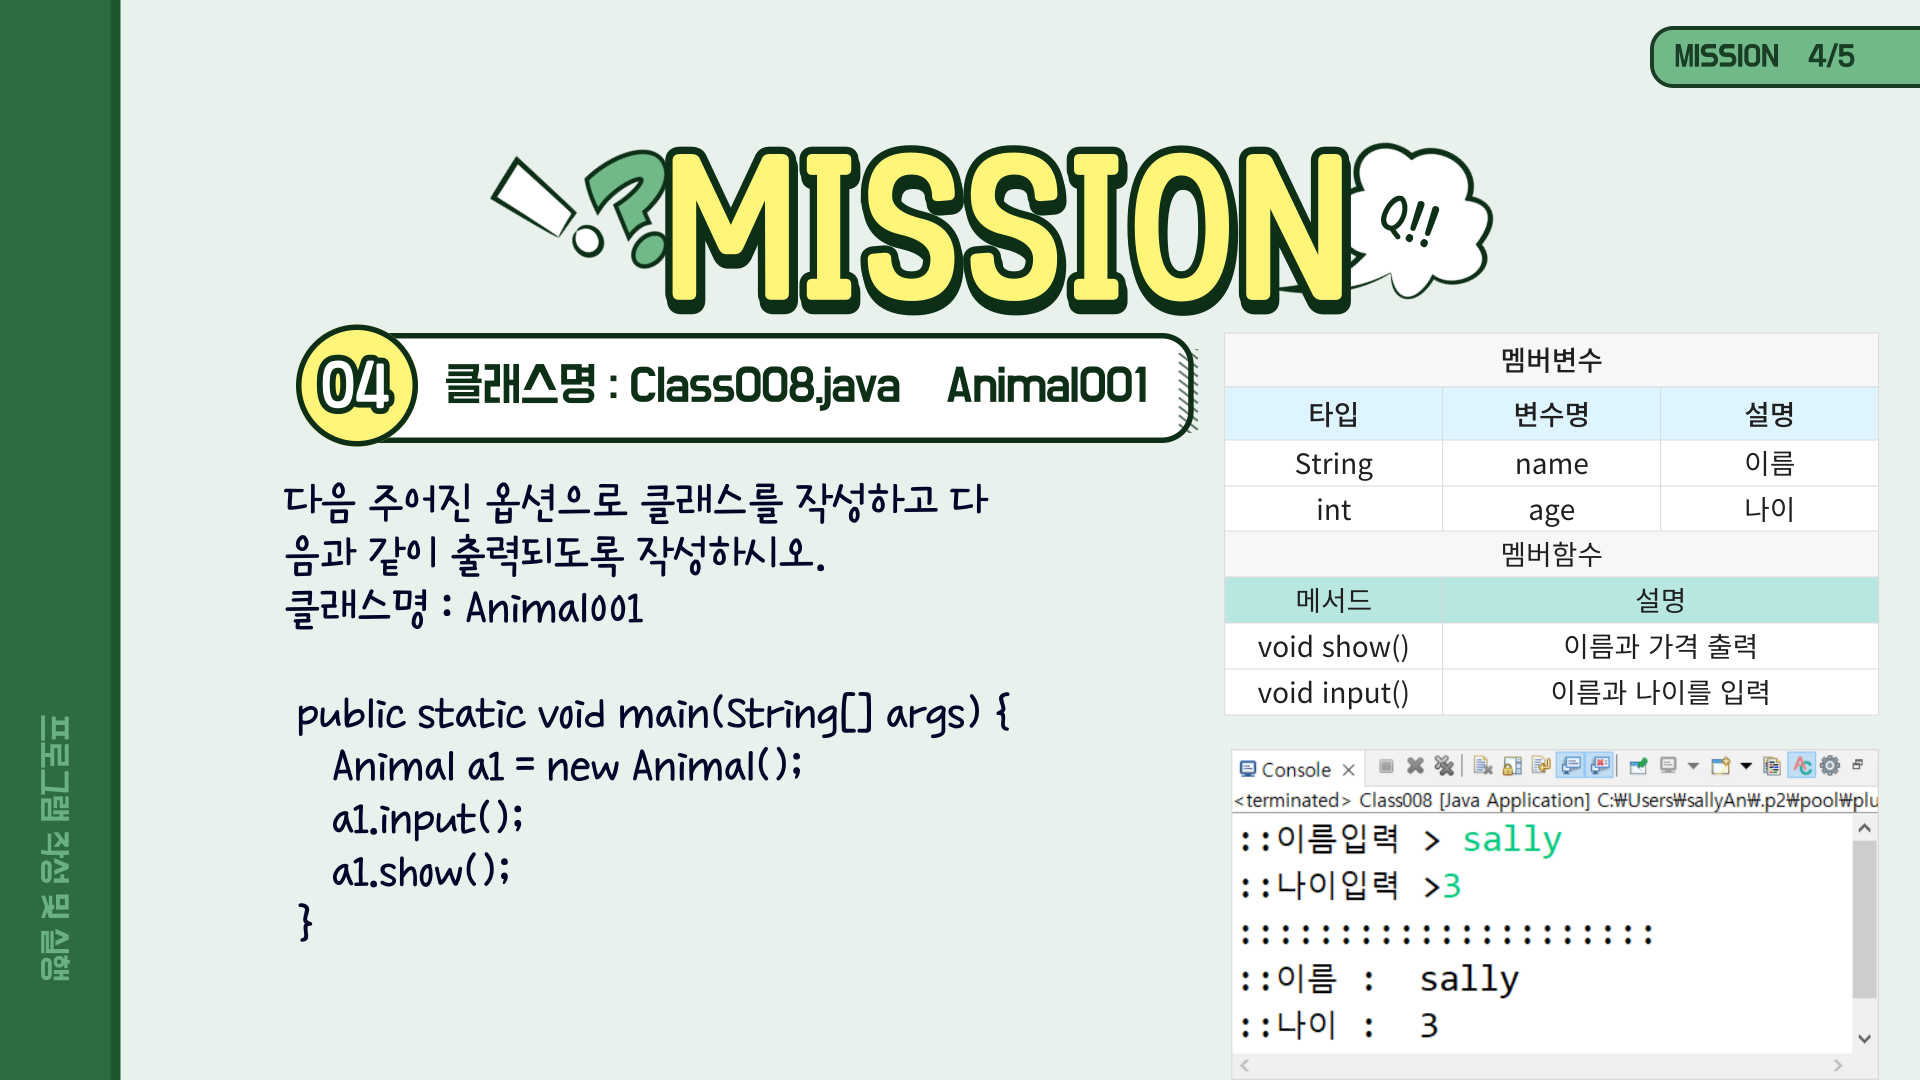 MISSION 4/5
MISSION
Q!!
04 클래스명 : Class008.java Animal001
다음 주어진 옵션으로 클래스를 작성하고 다
음과 같이 출력되도록 작성하시오.
클래스명 : Animal001
public static void main(String[] args) {
Animal a1 = new Animal();
a1.input();
a1.show();
}
멤버변수
타입 변수명 설명
String name 이름
int age 나이
멤버함수
메서드 설명
void show() 이름과 가격 출력
void input() 이름과 나이를 입력
Console
<terminated> Class008 [Java Application] C:₩Users₩sallyAn₩.p2₩pool₩plu
::이름입력 > sally
::나이입력 >3
:::::::::::::::::::::
::이름 : sally
::나이 : 3
프로그램 작성 및 실행